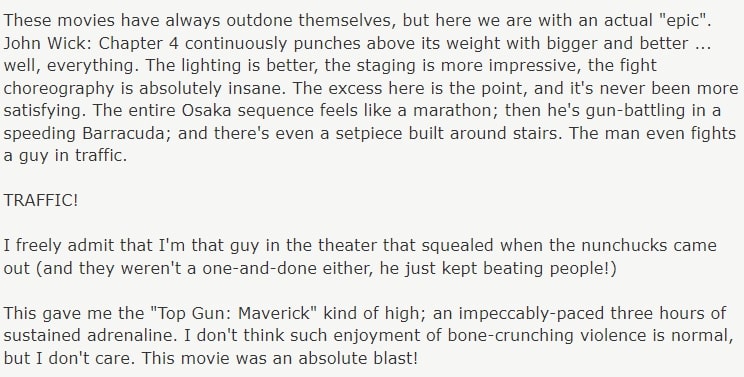 These movies have always outdone themselves, but here we are with an actual "epic".
John Wick: Chapter 4 continuously punches above its weight with bigger and better ...
well, everything. The lighting is better, the staging is more impressive, the fight
choreography is absolutely insane. The excess here is the point, and it's never been more
satisfying. The entire Osaka sequence feels like a marathon; then he's gun-battling in a
speeding Barracuda; and there's even a setpiece built around stairs. The man even fights
a guy in traffic.
TRAFFIC!
I freely admit that I'm that guy in the theater that squealed when the nunchucks came
out (and they weren't a one-and-done either, he just kept beating people!)
This gave me the "Top Gun: Maverick" kind of high; an impeccably-paced three hours of
sustained adrenaline. I don't think such enjoyment of bone-crunching violence is normal,
but I don't care. This movie was an absolute blast!